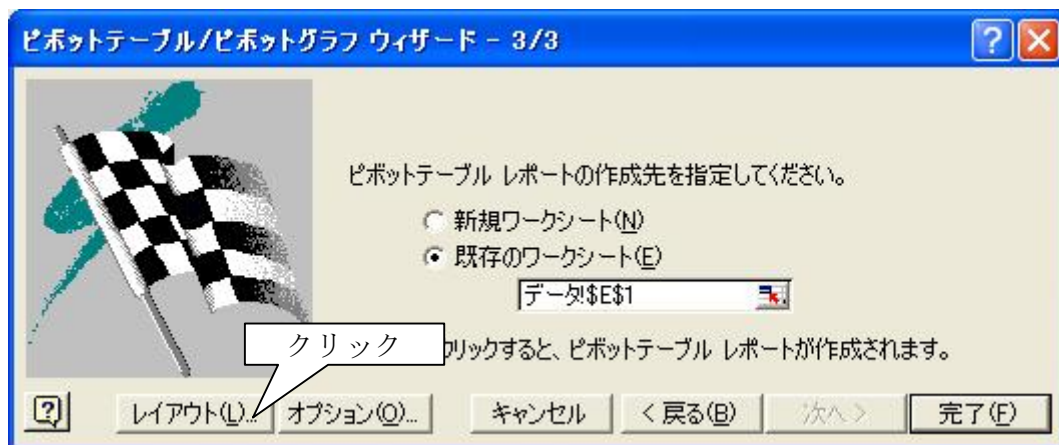 ピボットテーブル/ピボットグラフ ウィザード - 3/3
ピボットテーブル レポートの作成先を指定してください。
新規ワークシート(N)
既存のワークシート(E)
データ!$E$1
クリック
リックすると、ピボットテーブル レポートが作成されます。
レイアウト(L)... オプション(O)... キャンセル < 戻る(B) 次へ > 完了(F)